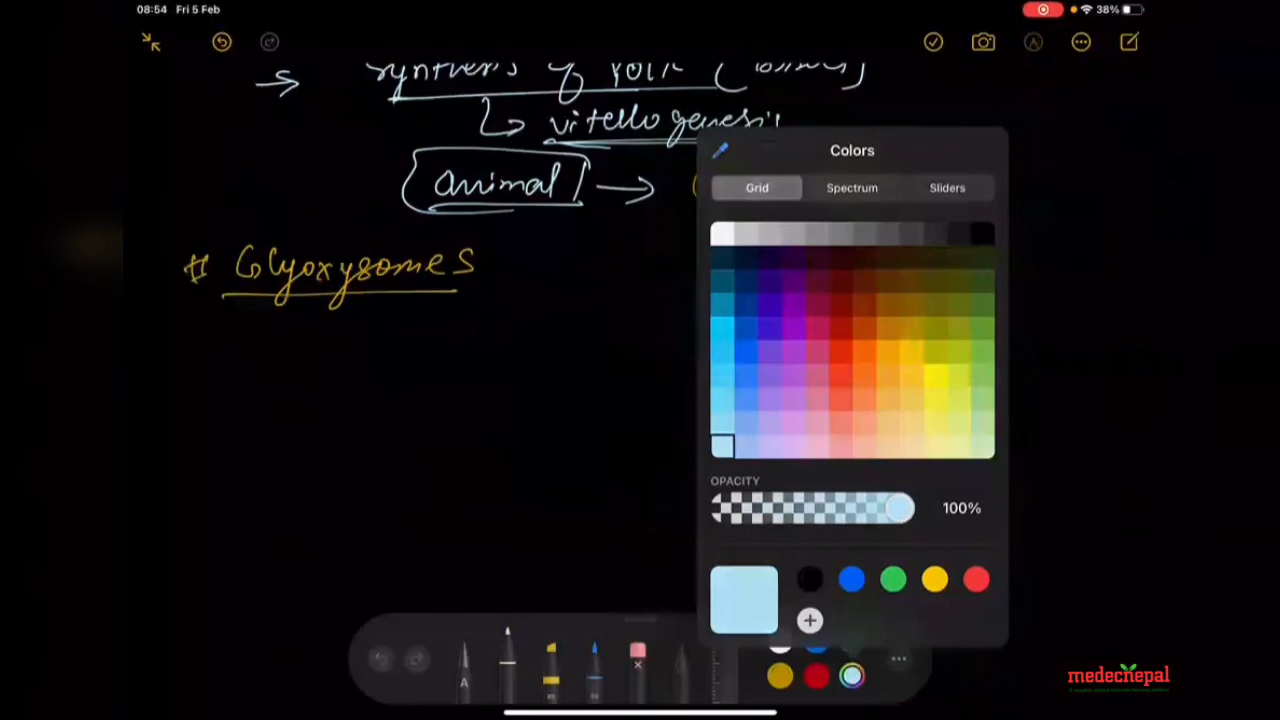 08:54 Fri 5 Feb
38%
→ synthesis of yolk (
↳ vitellogenesis
animal →
# Glyoxysomes
Colors
Grid Spectrum Sliders
OPACITY
100%
A
medecnepal